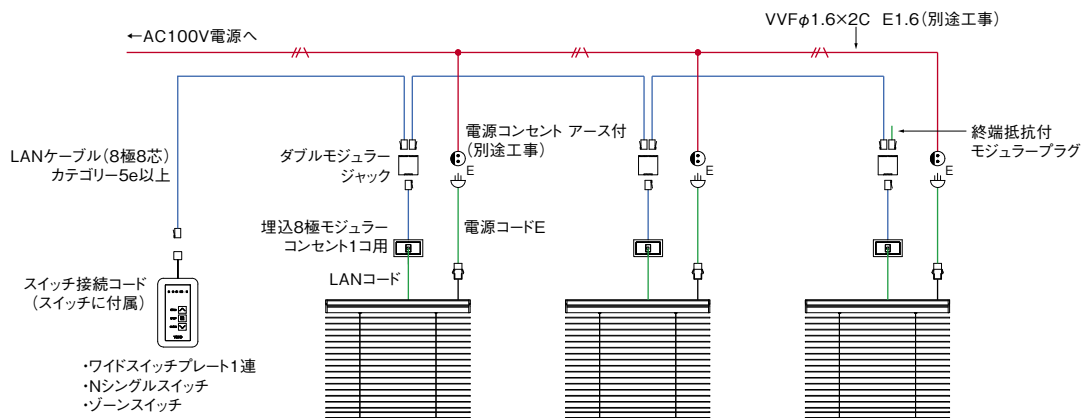 VVFφ1.6×2C E1.6(別途工事)
←AC100V電源へ
LANケーブル(8極8芯)
カテゴリー5e以上
ダブルモジュラー
ジャック
電源コンセント アース付
(別途工事)
E
E
E
終端抵抗付
モジュラープラグ
埋込8極モジュラー
コンセント1コ用
電源コードE
LANコード
スイッチ接続コード
(スイッチに付属)
・ワイドスイッチプレート1連
・Nシングルスイッチ
・ゾーンスイッチ